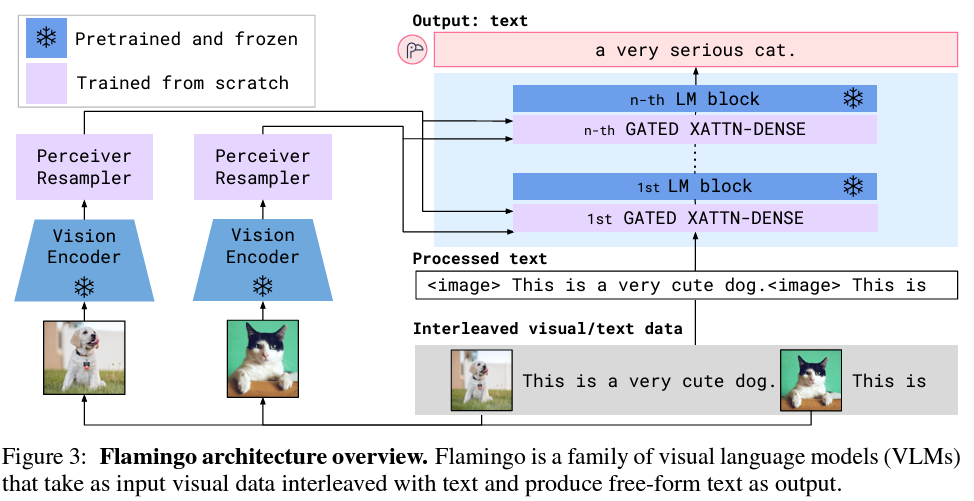 Output: text
Pretrained and frozen
Trained from scratch
a very serious cat.
n-th LM block
n-th GATED XATTN-DENSE
1st LM block
1st GATED XATTN-DENSE
Perceiver
Resampler
Perceiver
Resampler
Vision
Encoder
Vision
Encoder
Processed text
<image> This is a very cute dog.<image> This is
Interleaved visual/text data
This is a very cute dog.
This is
Figure 3: Flamingo architecture overview. Flamingo is a family of visual language models (VLMs)
that take as input visual data interleaved with text and produce free-form text as output.